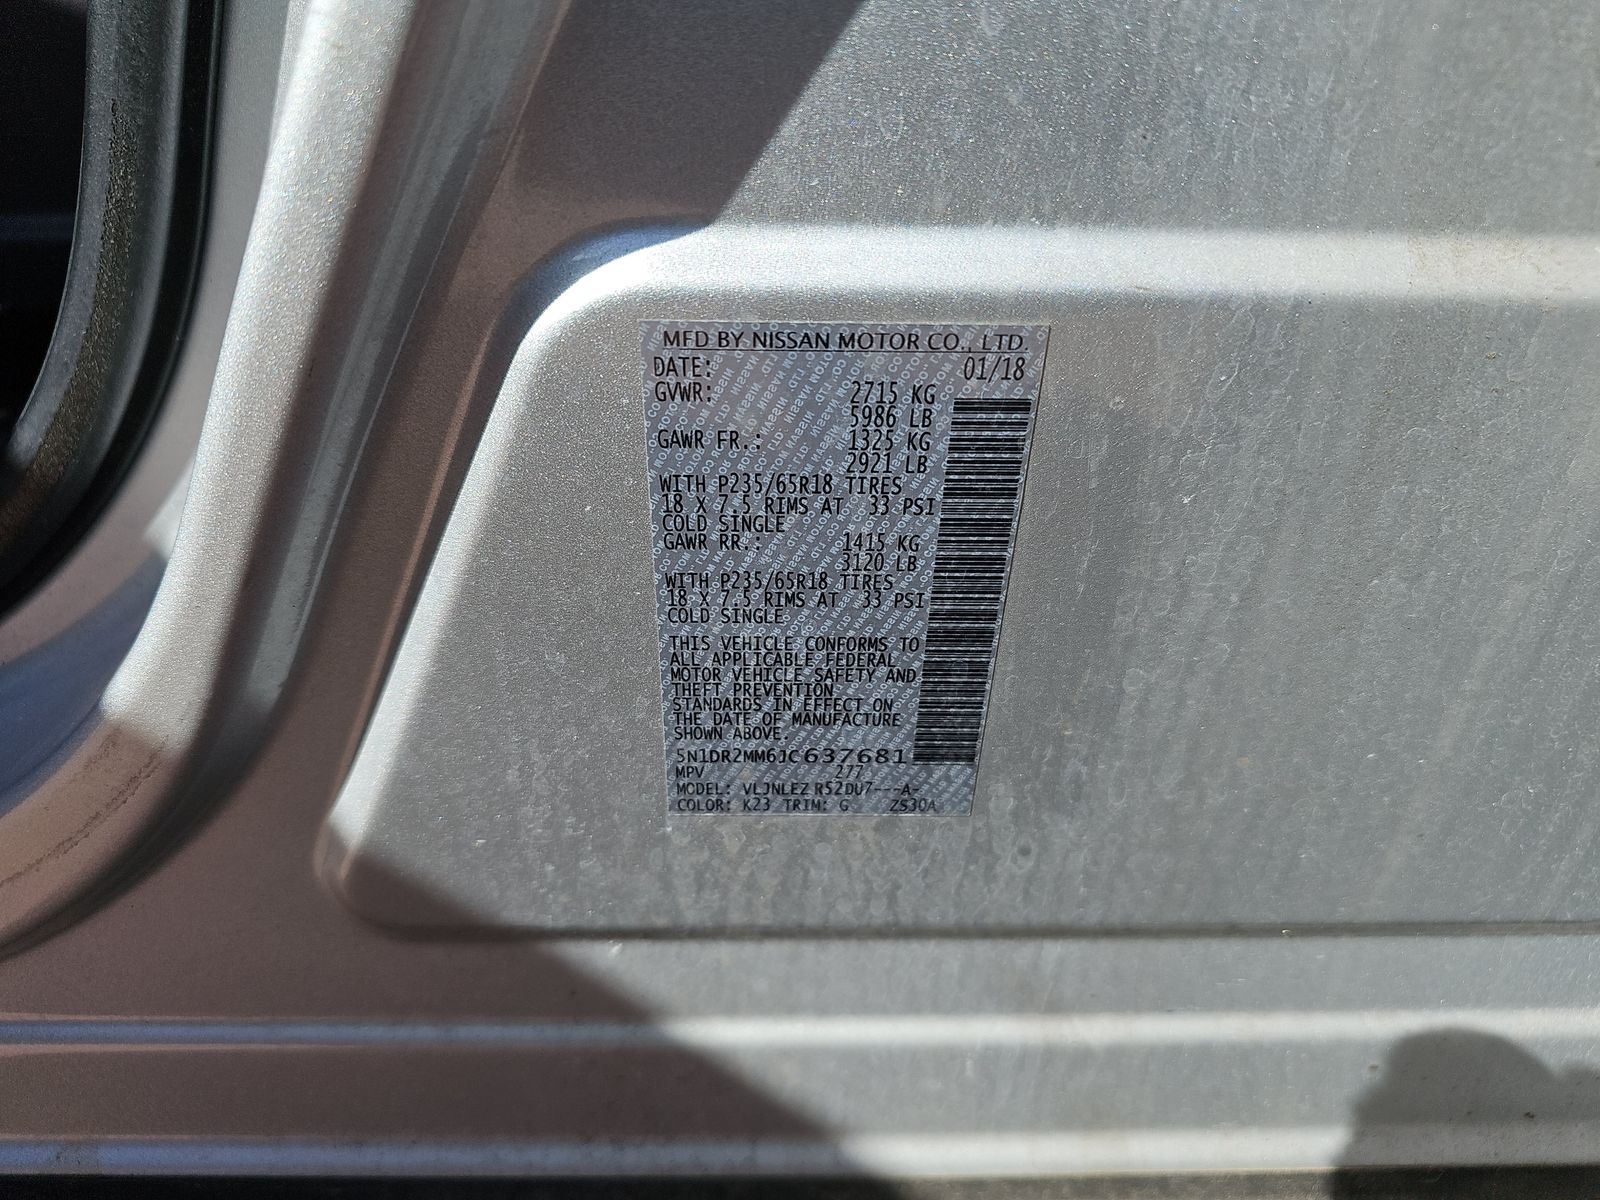 MFD BY NISSAN MOTOR CO., LTD.
DATE: 01/18
GVWR: 2715 KG
5986 LB
GAWR FR.: 1325 KG
2921 LB
WITH P235/65R18 TIRES
18 X 7.5 RIMS AT 33 PSI
COLD SINGLE
GAWR RR.: 1415 KG
3120 LB
WITH P235/65R18 TIRES
18 X 7.5 RIMS AT 33 PSI
COLD SINGLE
THIS VEHICLE CONFORMS TO
ALL APPLICABLE FEDERAL
MOTOR VEHICLE SAFETY AND
THEFT PREVENTION
STANDARDS IN EFFECT ON
THE DATE OF MANUFACTURE
SHOWN ABOVE.
5N1DR2MM6JC637681
MPV 277
MODEL: VLJNLEZ R52DU7---A-
COLOR: K23 TRIM: G ZS30A